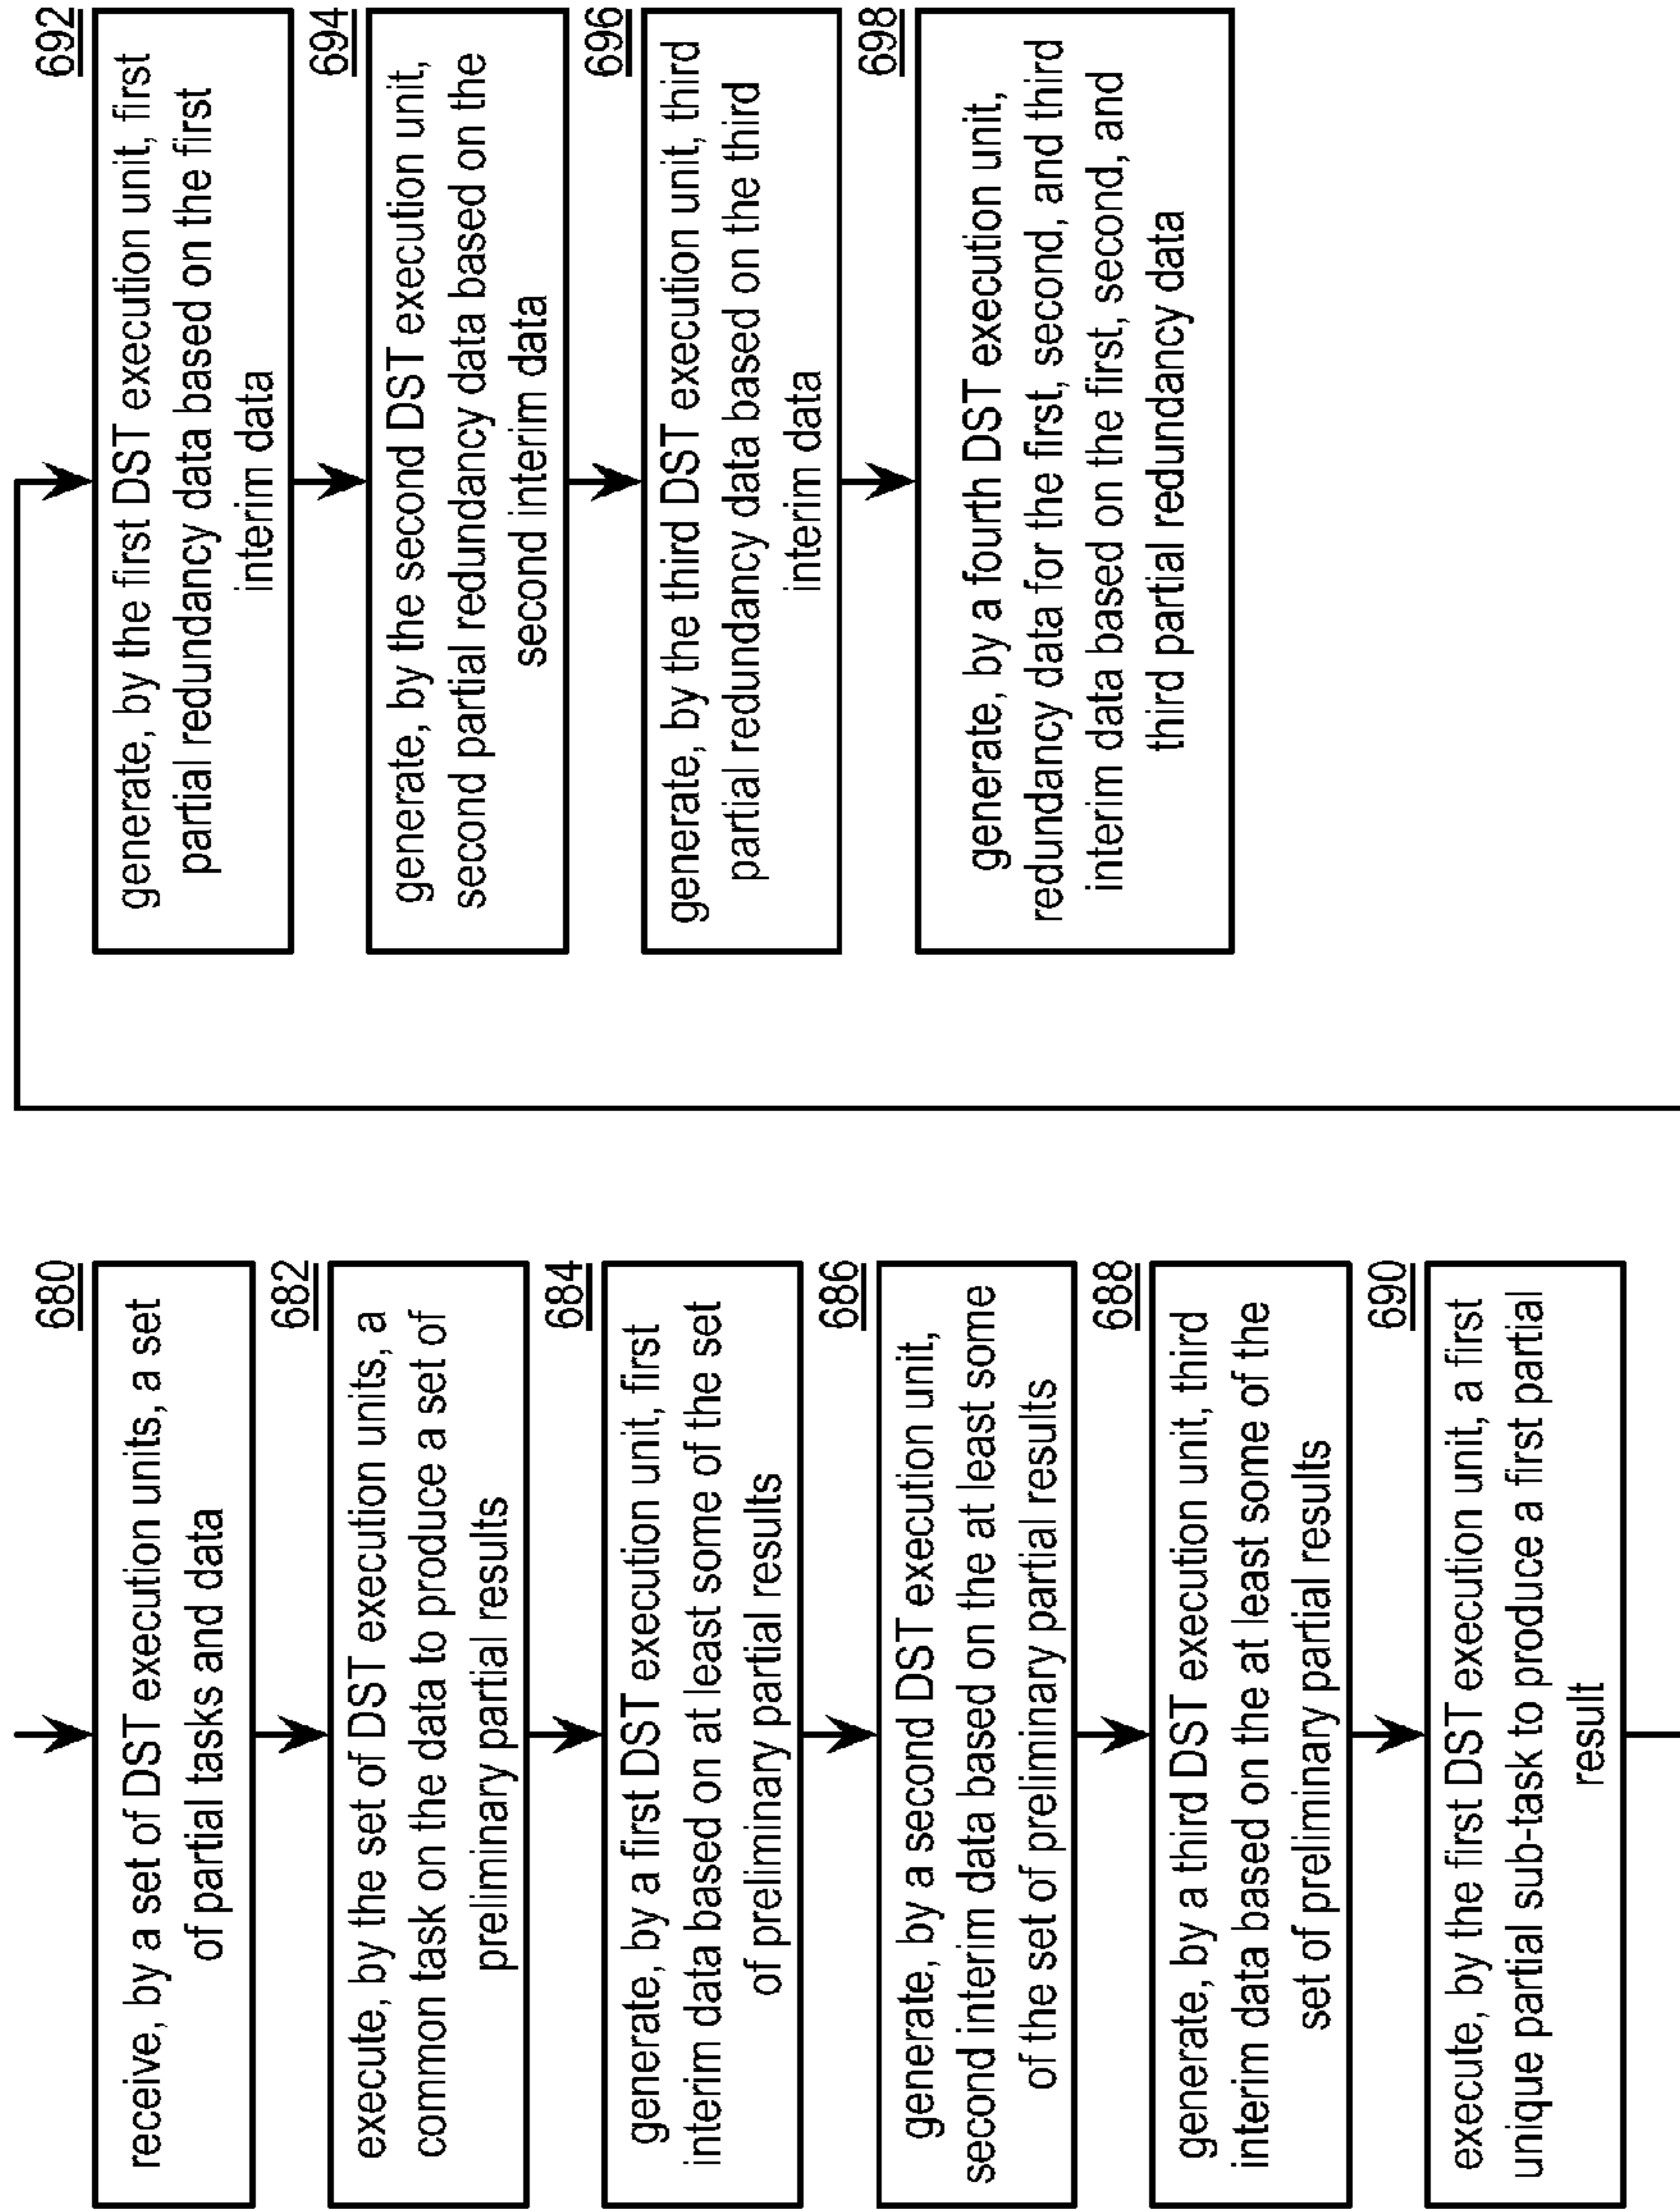 680
receive, by a set of DST execution units, a set
of partial tasks and data
682
execute, by the set of DST execution units, a
common task on the data to produce a set of
preliminary partial results
684
generate, by a first DST execution unit, first
interim data based on at least some of the set
of preliminary partial results
686
generate, by a second DST execution unit,
second interim data based on the at least some
of the set of preliminary partial results
688
generate, by a third DST execution unit, third
interim data based on the at least some of the
set of preliminary partial results
690
execute, by the first DST execution unit, a first
unique partial sub-task to produce a first partial
result
692
generate, by the first DST execution unit, first
partial redundancy data based on the first
interim data
694
generate, by the second DST execution unit,
second partial redundancy data based on the
second interim data
696
generate, by the third DST execution unit, third
partial redundancy data based on the third
interim data
698
generate, by a fourth DST execution unit,
redundancy data for the first, second, and third
interim data based on the first, second, and
third partial redundancy data